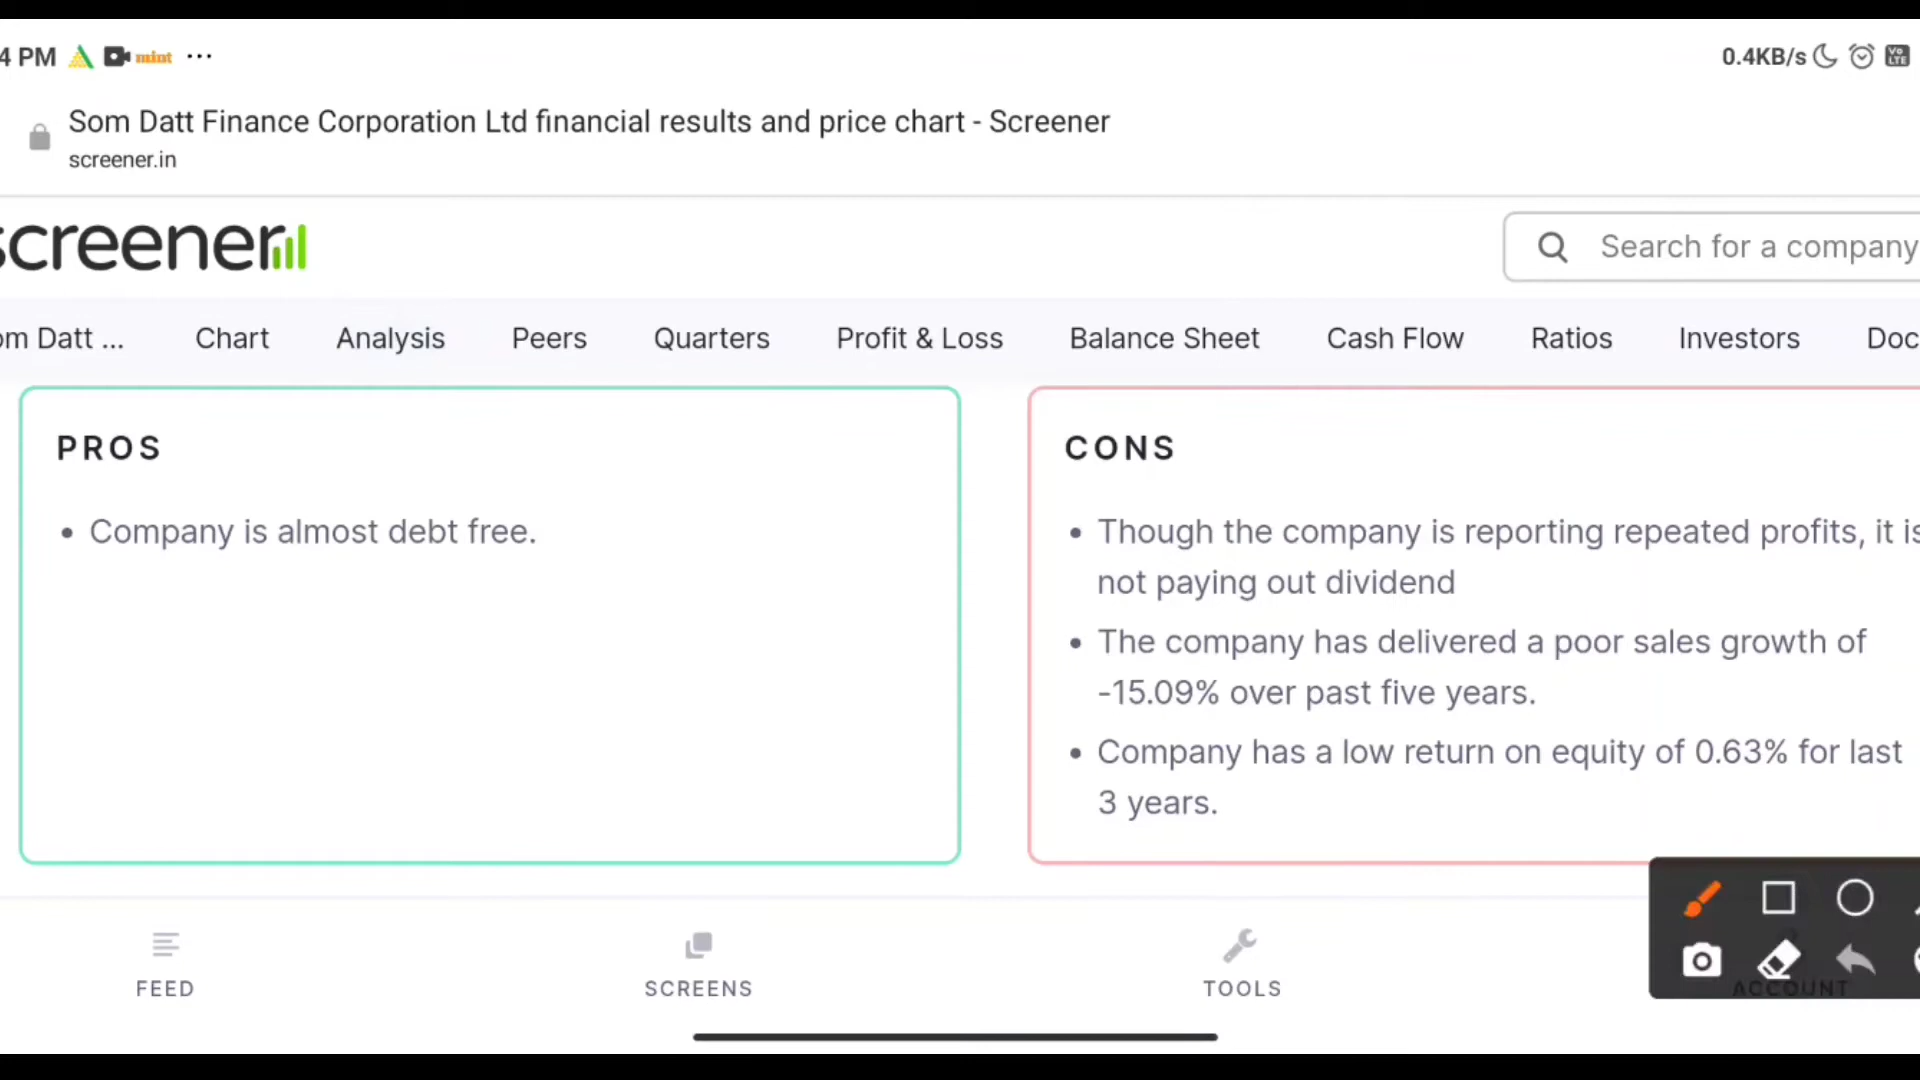 4 PM mint ...
0.4KB/s Vo LTE
Som Datt Finance Corporation Ltd financial results and price chart - Screener
screener.in
screener
Search for a company
om Datt ... Chart Analysis Peers Quarters Profit & Loss Balance Sheet Cash Flow Ratios Investors Doc
PROS
• Company is almost debt free.
CONS
• Though the company is reporting repeated profits, it is
not paying out dividend
• The company has delivered a poor sales growth of
-15.09% over past five years.
• Company has a low return on equity of 0.63% for last
3 years.
FEED
SCREENS
TOOLS
ACCOUNT